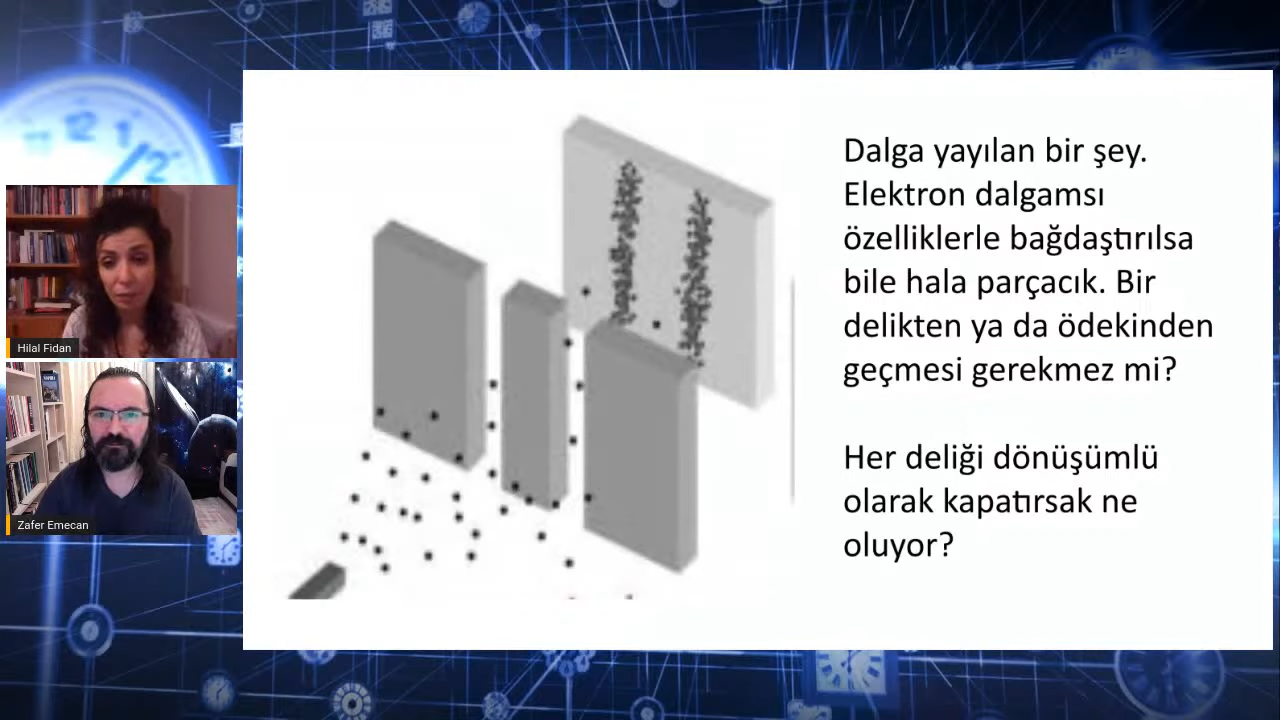 Dalga yayılan bir şey.
Elektron dalgamsı
özelliklerle bağdaştırılsa
bile hala parçacık. Bir
delikten ya da ödekinden
geçmesi gerekmez mi?
Her deliği dönüşümlü
olarak kapatırsak ne
oluyor?
Hilal Fidan
Zafer Emecan